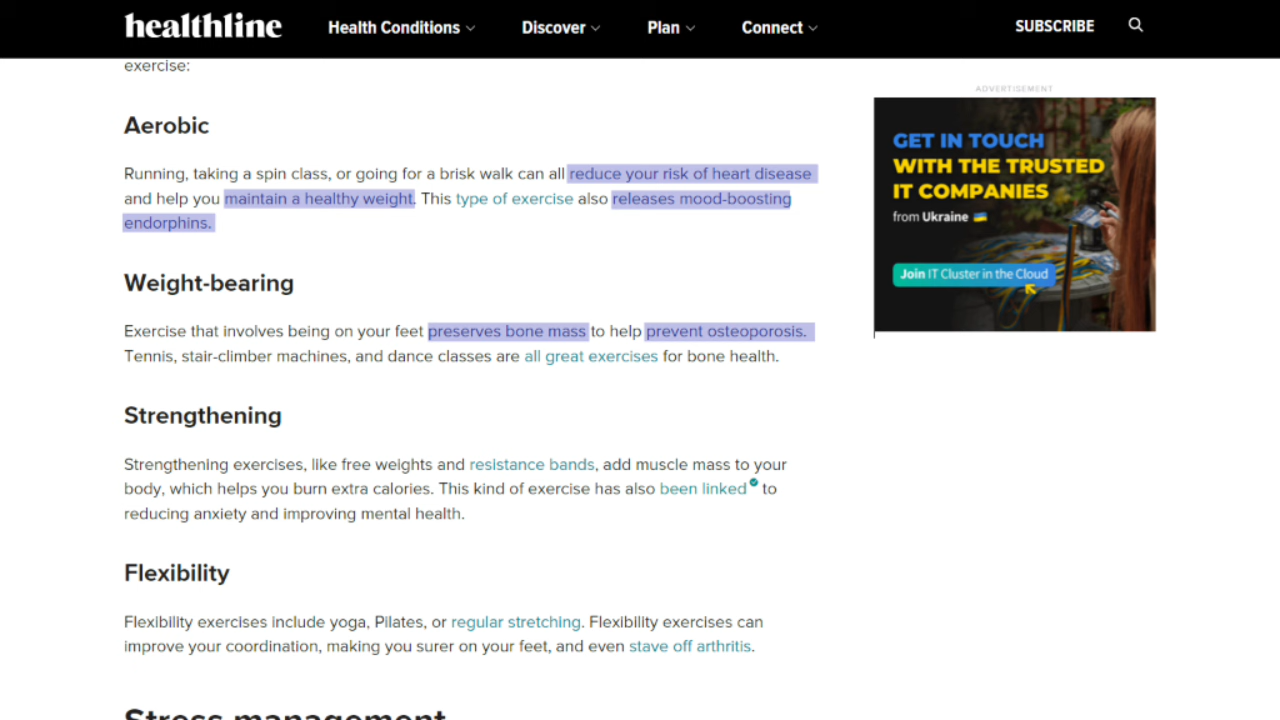 healthline
Health Conditions
Discover
Plan
Connect
SUBSCRIBE
exercise:
Aerobic
Running, taking a spin class, or going for a brisk walk can all reduce your risk of heart disease
and help you maintain a healthy weight. This type of exercise also releases mood-boosting
endorphins.
Weight-bearing
Exercise that involves being on your feet preserves bone mass to help prevent osteoporosis.
Tennis, stair-climber machines, and dance classes are all great exercises for bone health.
Strengthening
Strengthening exercises, like free weights and resistance bands, add muscle mass to your
body, which helps you burn extra calories. This kind of exercise has also been linked to
reducing anxiety and improving mental health.
Flexibility
Flexibility exercises include yoga, Pilates, or regular stretching. Flexibility exercises can
improve your coordination, making you surer on your feet, and even stave off arthritis.
Stress management
ADVERTISEMENT
GET IN TOUCH
WITH THE TRUSTED
IT COMPANIES
from Ukraine
Join IT Cluster in the Cloud